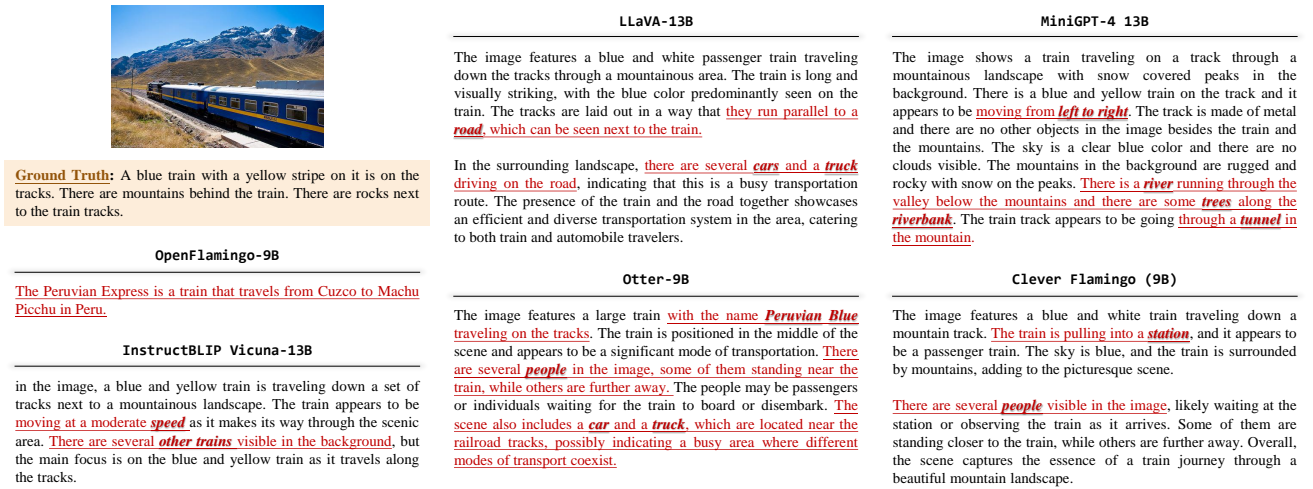 Ground Truth: A blue train with a yellow stripe on it is on the
tracks. There are mountains behind the train. There are rocks next
to the train tracks.
OpenFlamingo-9B
The Peruvian Express is a train that travels from Cuzco to Machu
Picchu in Peru.
InstructBLIP Vicuna-13B
in the image, a blue and yellow train is traveling down a set of
tracks next to a mountainous landscape. The train appears to be
moving at a moderate speed as it makes its way through the scenic
area. There are several other trains visible in the background, but
the main focus is on the blue and yellow train as it travels along
the tracks.
LLaVA-13B
The image features a blue and white passenger train traveling
down the tracks through a mountainous area. The train is long and
visually striking, with the blue color predominantly seen on the
train. The tracks are laid out in a way that they run parallel to a
road, which can be seen next to the train.
In the surrounding landscape, there are several cars and a truck
driving on the road, indicating that this is a busy transportation
route. The presence of the train and the road together showcases
an efficient and diverse transportation system in the area, catering
to both train and automobile travelers.
Otter-9B
The image features a large train with the name Peruvian Blue
traveling on the tracks. The train is positioned in the middle of the
scene and appears to be a significant mode of transportation. There
are several people in the image, some of them standing near the
train, while others are further away. The people may be passengers
or individuals waiting for the train to board or disembark. The
scene also includes a car and a truck, which are located near the
railroad tracks, possibly indicating a busy area where different
modes of transport coexist.
MiniGPT-4 13B
The image shows a train traveling on a track through a
mountainous landscape with snow covered peaks in the
background. There is a blue and yellow train on the track and it
appears to be moving from left to right. The track is made of metal
and there are no other objects in the image besides the train and
the mountains. The sky is a clear blue color and there are no
clouds visible. The mountains in the background are rugged and
rocky with snow on the peaks. There is a river running through the
valley below the mountains and there are some trees along the
riverbank. The train track appears to be going through a tunnel in
the mountain.
Clever Flamingo (9B)
The image features a blue and white train traveling down a
mountain track. The train is pulling into a station, and it appears to
be a passenger train. The sky is blue, and the train is surrounded
by mountains, adding to the picturesque scene.
There are several people visible in the image, likely waiting at the
station or observing the train as it arrives. Some of them are
standing closer to the train, while others are further away. Overall,
the scene captures the essence of a train journey through a
beautiful mountain landscape.